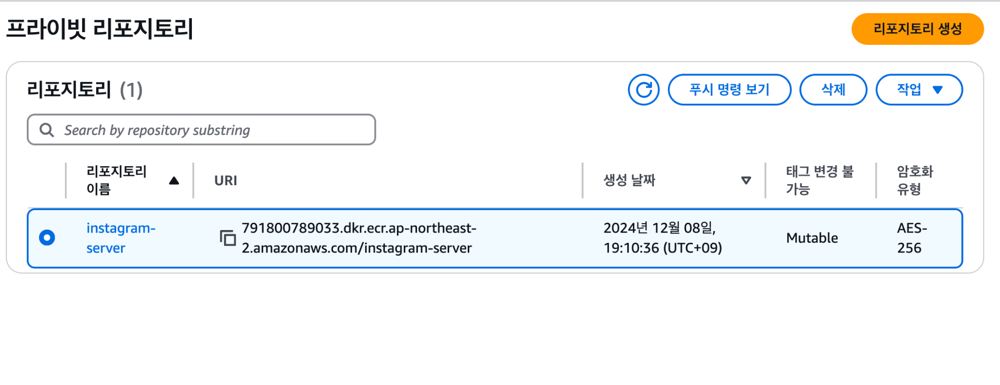 프라이빗 리포지토리
리포지토리 생성
리포지토리 (1)
푸시 명령 보기
삭제
작업
Search by repository substring
리포지토리
이름
URI
생성 날짜
태그 변경 불
가능
암호화
유형
instagram-
server
791800789033.dkr.ecr.ap-northeast-
2.amazonaws.com/instagram-server
2024년 12월 08일,
19:10:36 (UTC+09)
Mutable
AES-
256